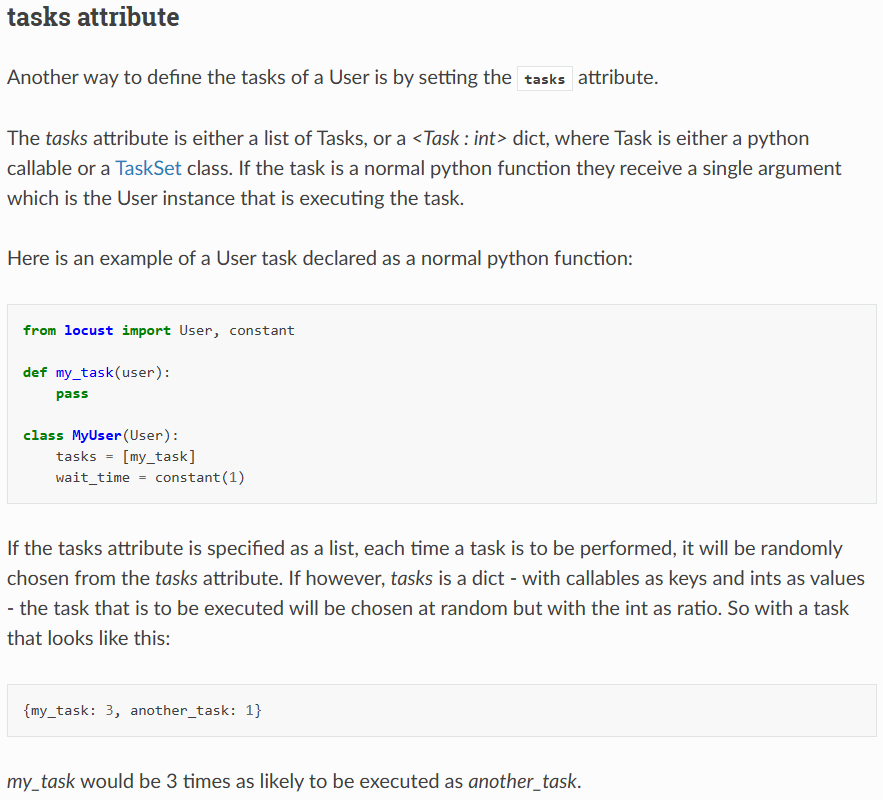 tasks attribute
Another way to define the tasks of a User is by setting the tasks attribute.
The tasks attribute is either a list of Tasks, or a <Task : int> dict, where Task is either a python
callable or a TaskSet class. If the task is a normal python function they receive a single argument
which is the User instance that is executing the task.
Here is an example of a User task declared as a normal python function:
from locust import User, constant
def my_task(user):
    pass
class MyUser(User):
    tasks = [my_task]
    wait_time = constant(1)
If the tasks attribute is specified as a list, each time a task is to be performed, it will be randomly
chosen from the tasks attribute. If however, tasks is a dict - with callables as keys and ints as values
- the task that is to be executed will be chosen at random but with the int as ratio. So with a task
that looks like this:
{my_task: 3, another_task: 1}
my_task would be 3 times as likely to be executed as another_task.